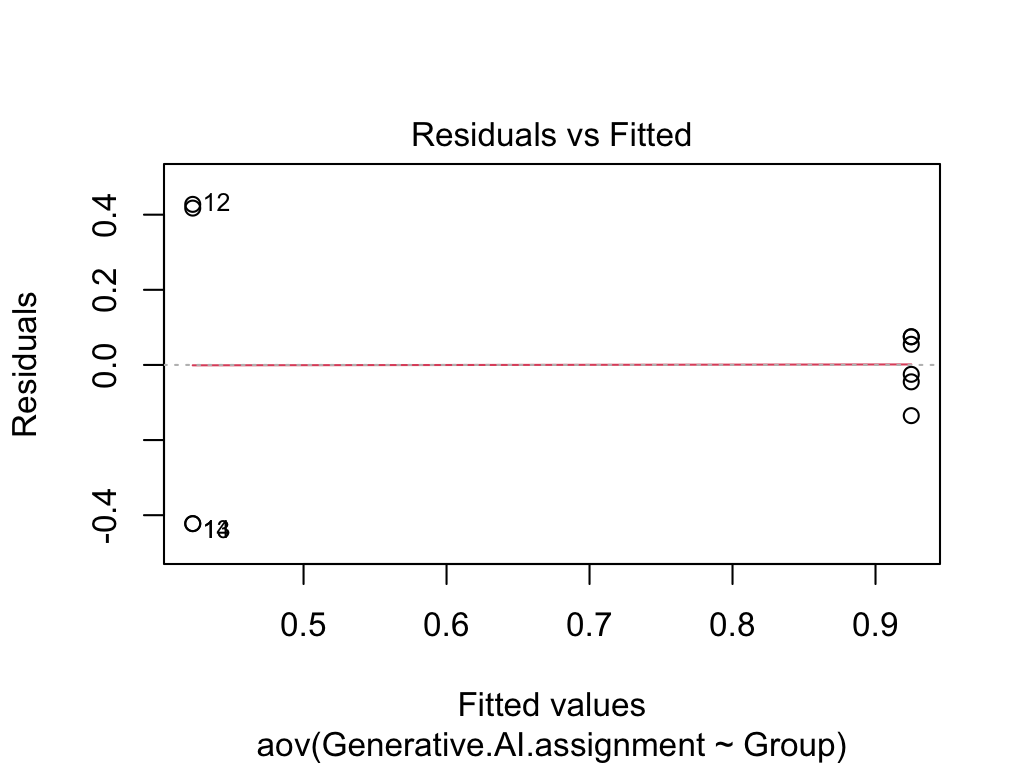 Residuals vs Fitted
Residuals
0.4
0.2
0.0
-0.4
12
0.5 0.6 0.7 0.8 0.9
Fitted values
aov(Generative.AI.assignment ~ Group)